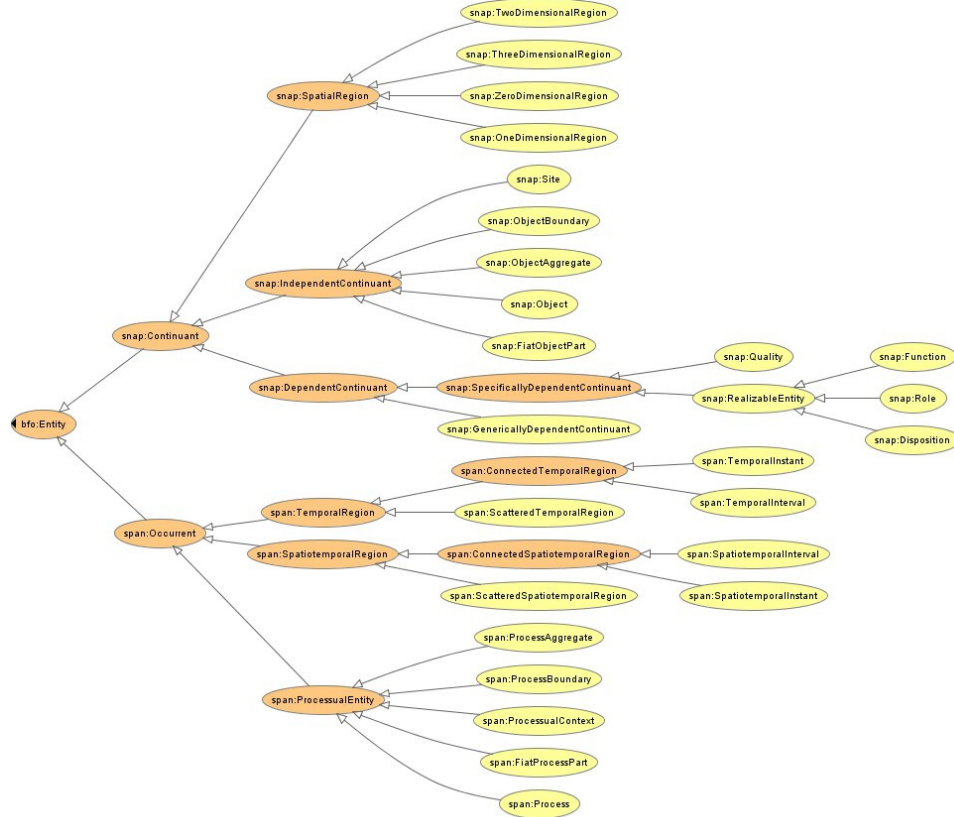 snap:TwoDimensionalRegion
snap:ThreeDimensionalRegion
snap:SpatialRegion
snap:ZeroDimensionalRegion
snap:OneDimensionalRegion
snap:Site
snap:ObjectBoundary
snap:ObjectAggregate
snap:IndependentContinuant
snap:Object
snap:Continuant
snap:FiatObjectPart
snap:Quality
snap:Function
snap:DependentContinuant
snap:SpecificallyDependentContinuant
snap:RealizableEntity
snap:Role
bfo:Entity
snap:GenericallyDependentContinuant
snap:Disposition
span:ConnectedTemporalRegion
span:TemporalInstant
span:TemporalInterval
span:TemporalRegion
span:ScatteredTemporalRegion
span:Occurrent
span:SpatiotemporalRegion
span:ConnectedSpatiotemporalRegion
span:SpatiotemporalInterval
span:ScatteredSpatiotemporalRegion
span:SpatiotemporalInstant
span:ProcessAggregate
span:ProcessBoundary
span:ProcessualEntity
span:ProcessualContext
span:FiatProcessPart
span:Process